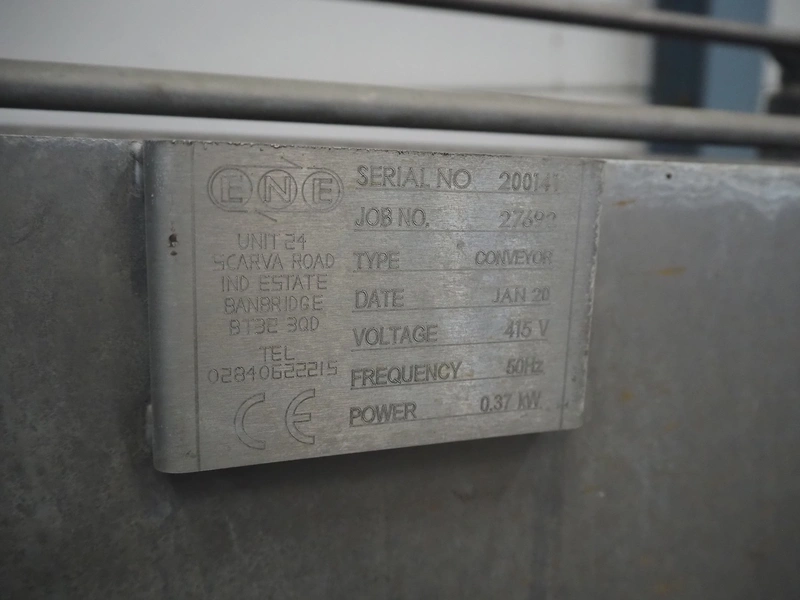 ENE
UNIT 24
SCARVA ROAD
IND ESTATE
BANBRIDGE
BT32 3QD
TEL
02840622215
CE
SERIAL NO 200141
JOB NO.
TYPE CONVEYOR
DATE JAN 20
VOLTAGE 415 V
FREQUENCY 50Hz
POWER 0.37 kW